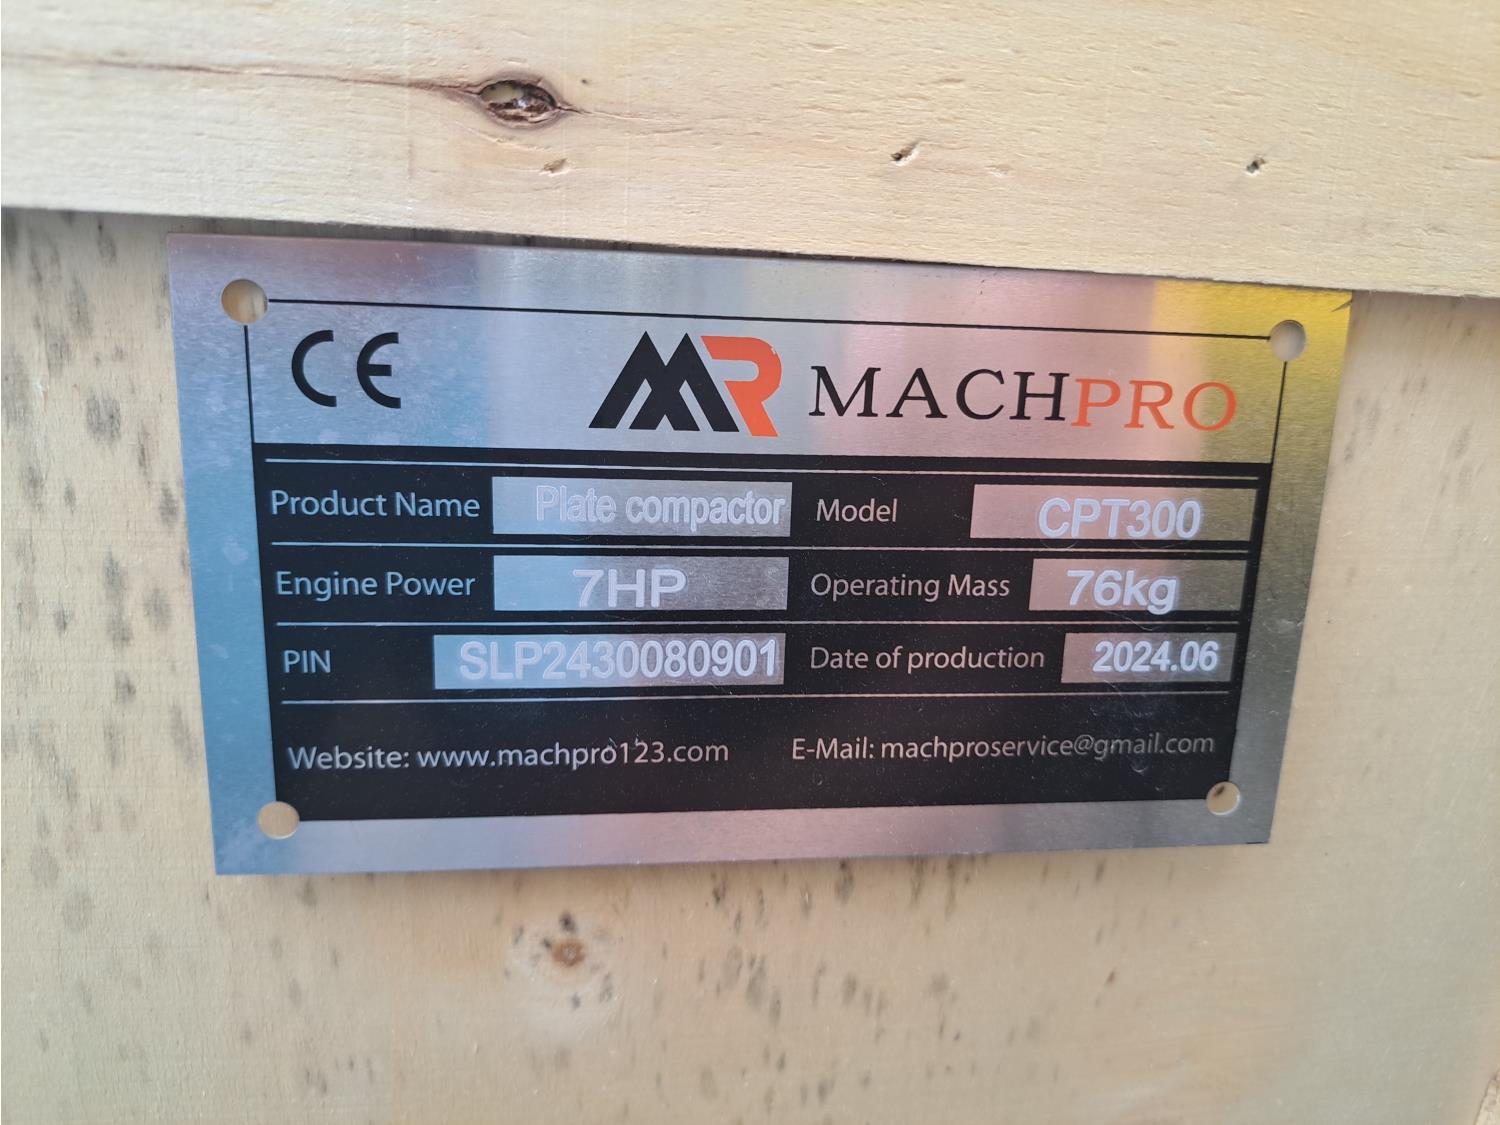 CE MR MACHPRO
Product Name Plate compactor Model CPT300
Engine Power 7HP Operating Mass 76kg
PIN SLP2430080901 Date of production 2024.06
Website: www.machpro123.com E-Mail: machproservice@gmail.com